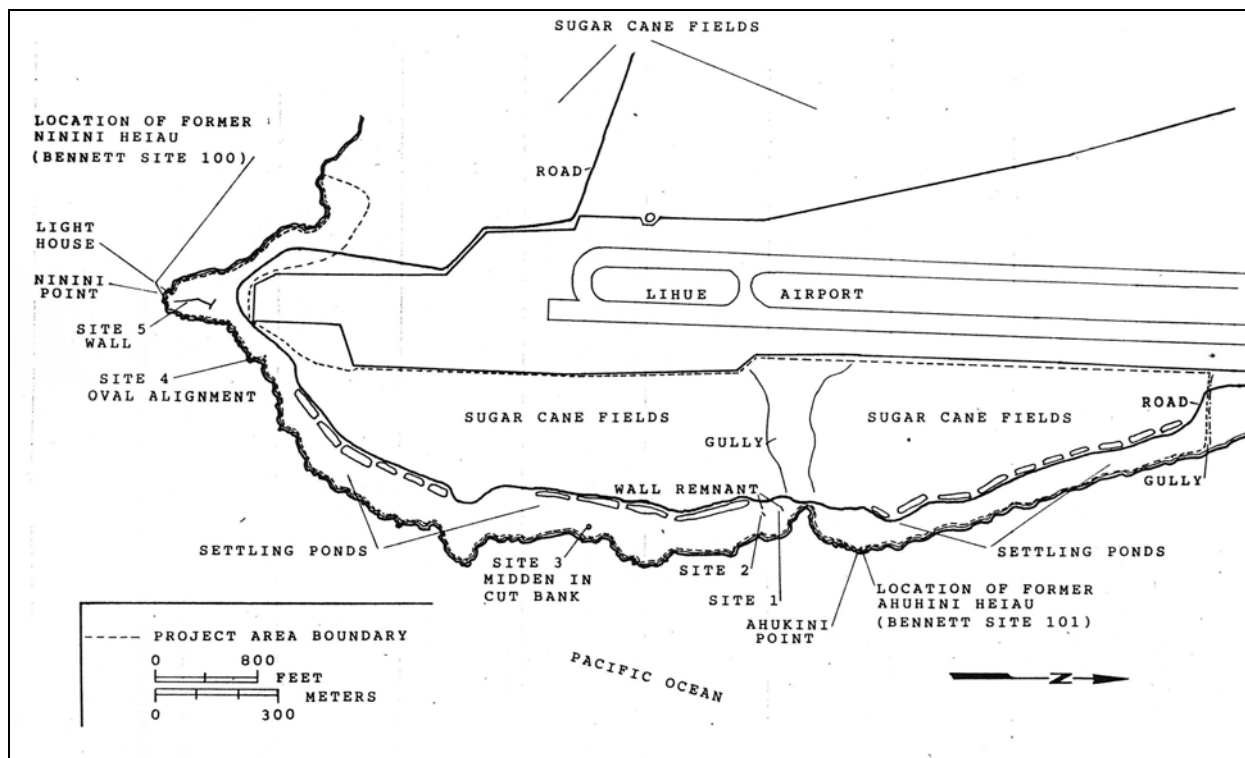 SUGAR CANE FIELDS
LOCATION OF FORMER
NININI HEIAU
(BENNETT SITE 100)
ROAD
LIGHT
HOUSE
NININI
POINT
LIHUE AIRPORT
SITE 5
WALL
SITE 4
OVAL ALIGNMENT
SUGAR CANE FIELDS
SUGAR CANE FIELDS
ROAD
GULLY
GULLY
WALL REMNANT
SETTLING PONDS
SITE 3
MIDDEN IN
CUT BANK
SITE 2
SITE 1
SETTLING PONDS
AHUKINI
POINT
LOCATION OF FORMER
AHUHINI HEIAU
(BENNETT SITE 101)
PROJECT AREA BOUNDARY
0 800
FEET
METERS
0 300
PACIFIC OCEAN
N